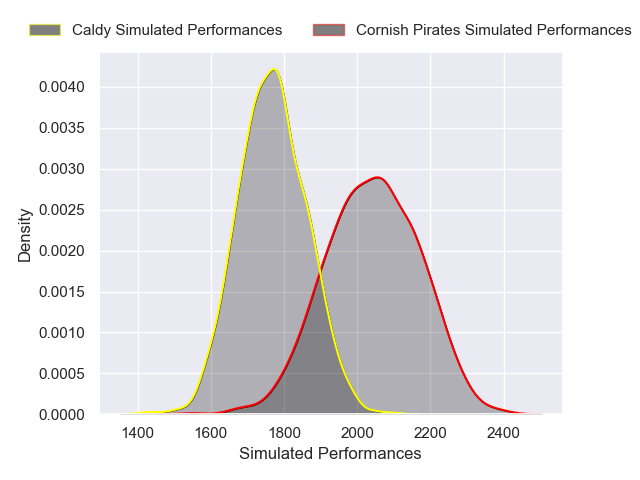 Caldy Simulated Performances
Cornish Pirates Simulated Performances
0.0040
0.0035
0.0030
0.0025
0.0020
0.0015
0.0010
0.0005
0.0000
Density
1400 1600 1800 2000 2200 2400
Simulated Performances